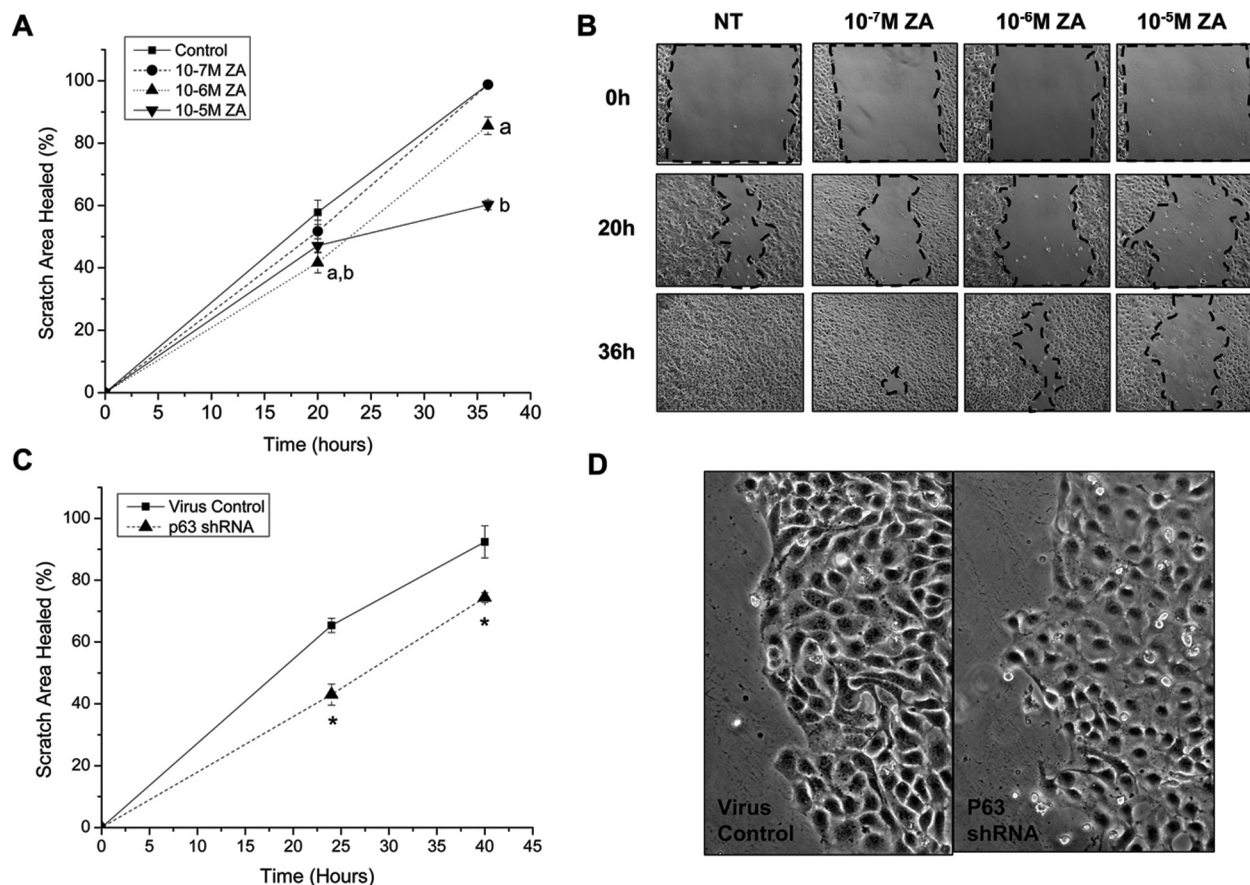 A
Control
10-7M ZA
10-6M ZA
10-5M ZA
Scratch Area Healed (%)
100
80
60
40
20
0
a
b
a,b
0 5 10 15 20 25 30 35 40
Time (hours)
B
NT 10⁻⁷M ZA 10⁻⁶M ZA 10⁻⁵M ZA
0h
20h
36h
C
Virus Control
p63 shRNA
Scratch Area Healed (%)
100
80
60
40
20
0
*
*
0 5 10 15 20 25 30 35 40 45
Time (Hours)
D
Virus
Control
P63
shRNA